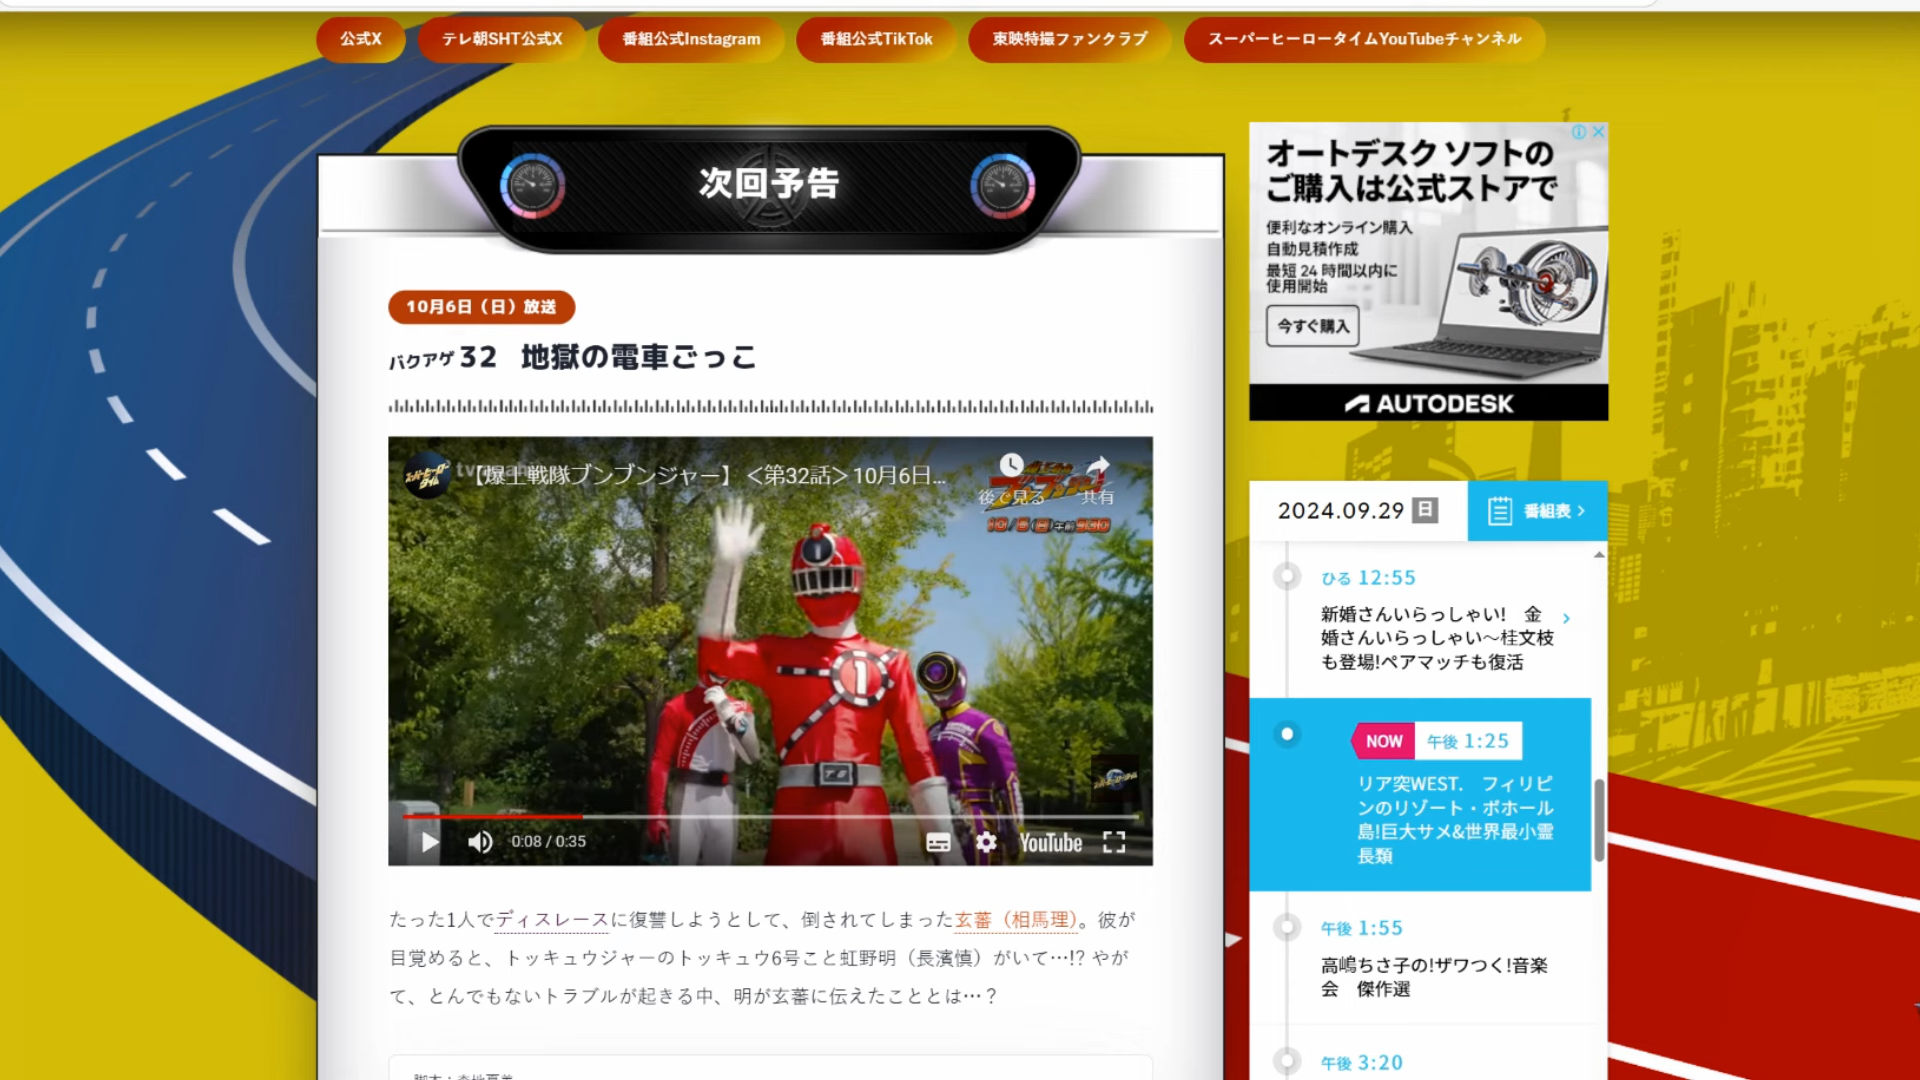 公式X
テレ朝SHT公式X
番組公式Instagram
番組公式TikTok
東映特撮ファンクラブ
スーパーヒーロータイムYouTubeチャンネル
次回予告
10月6日（日）放送
バクアゲ32 地獄の電車ごっこ
【爆上戦隊ブンブンジャー】＜第32話＞10月6日...
後で見る
共有
10/6(日)午前9:30
1
T 6
0:08 / 0:35
YouTube
たった1人でディスレースに復讐しようとして、倒されてしまった玄蕃（相馬理）。彼が
目覚めると、トッキュウジャーのトッキュウ6号こと虹野明（長濱慎）がいて…!? やが
て、とんでもないトラブルが起きる中、明が玄蕃に伝えたこととは…？
オートデスク ソフトの
ご購入は公式ストアで
便利なオンライン購入
自動見積作成
最短 24 時間以内に
使用開始
今すぐ購入
AUTODESK
2024.09.29 日
番組表
ひる 12:55
新婚さんいらっしゃい!　金
婚さんいらっしゃい～桂文枝
も登場!ペアマッチも復活
NOW 午後 1:25
リア突WEST.　フィリピ
ンのリゾート・ボホール
島!巨大サメ&世界最小霊
長類
午後 1:55
高嶋ちさ子の!ザワつく!音楽
会　傑作選
午後 3:20